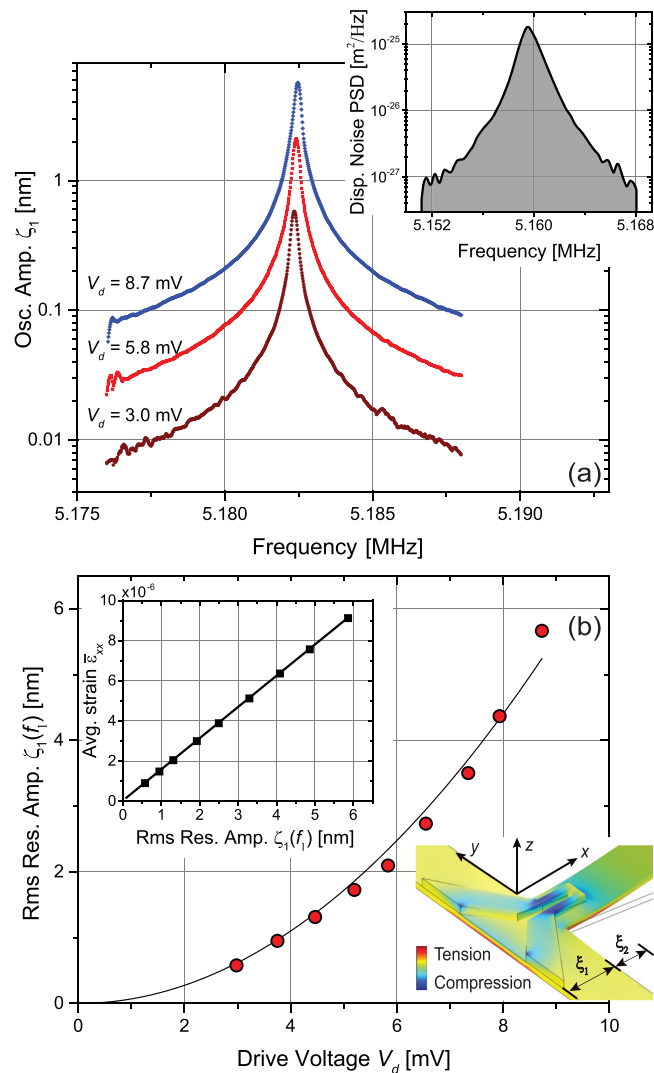 Disp. Noise PSD [m²/Hz]
10⁻²⁵
10⁻²⁶
10⁻²⁷
5.152 5.160 5.168
Frequency [MHz]
Osc. Amp. ζ₁ [nm]
1
0.1
0.01
V_d = 8.7 mV
V_d = 5.8 mV
V_d = 3.0 mV
(a)
5.175 5.180 5.185 5.190
Frequency [MHz]
Rms Res. Amp. ζ₁(f₁) [nm]
6
4
2
0
(b)
x10⁻⁶
Avg. strain ε̅ₓₓ
10
8
6
4
2
0
0 1 2 3 4 5 6
Rms Res. Amp. ζ₁(f₁) [nm]
z
y
x
ξ₁
ξ₂
Tension
Compression
0 2 4 6 8 10
Drive Voltage V_d [mV]